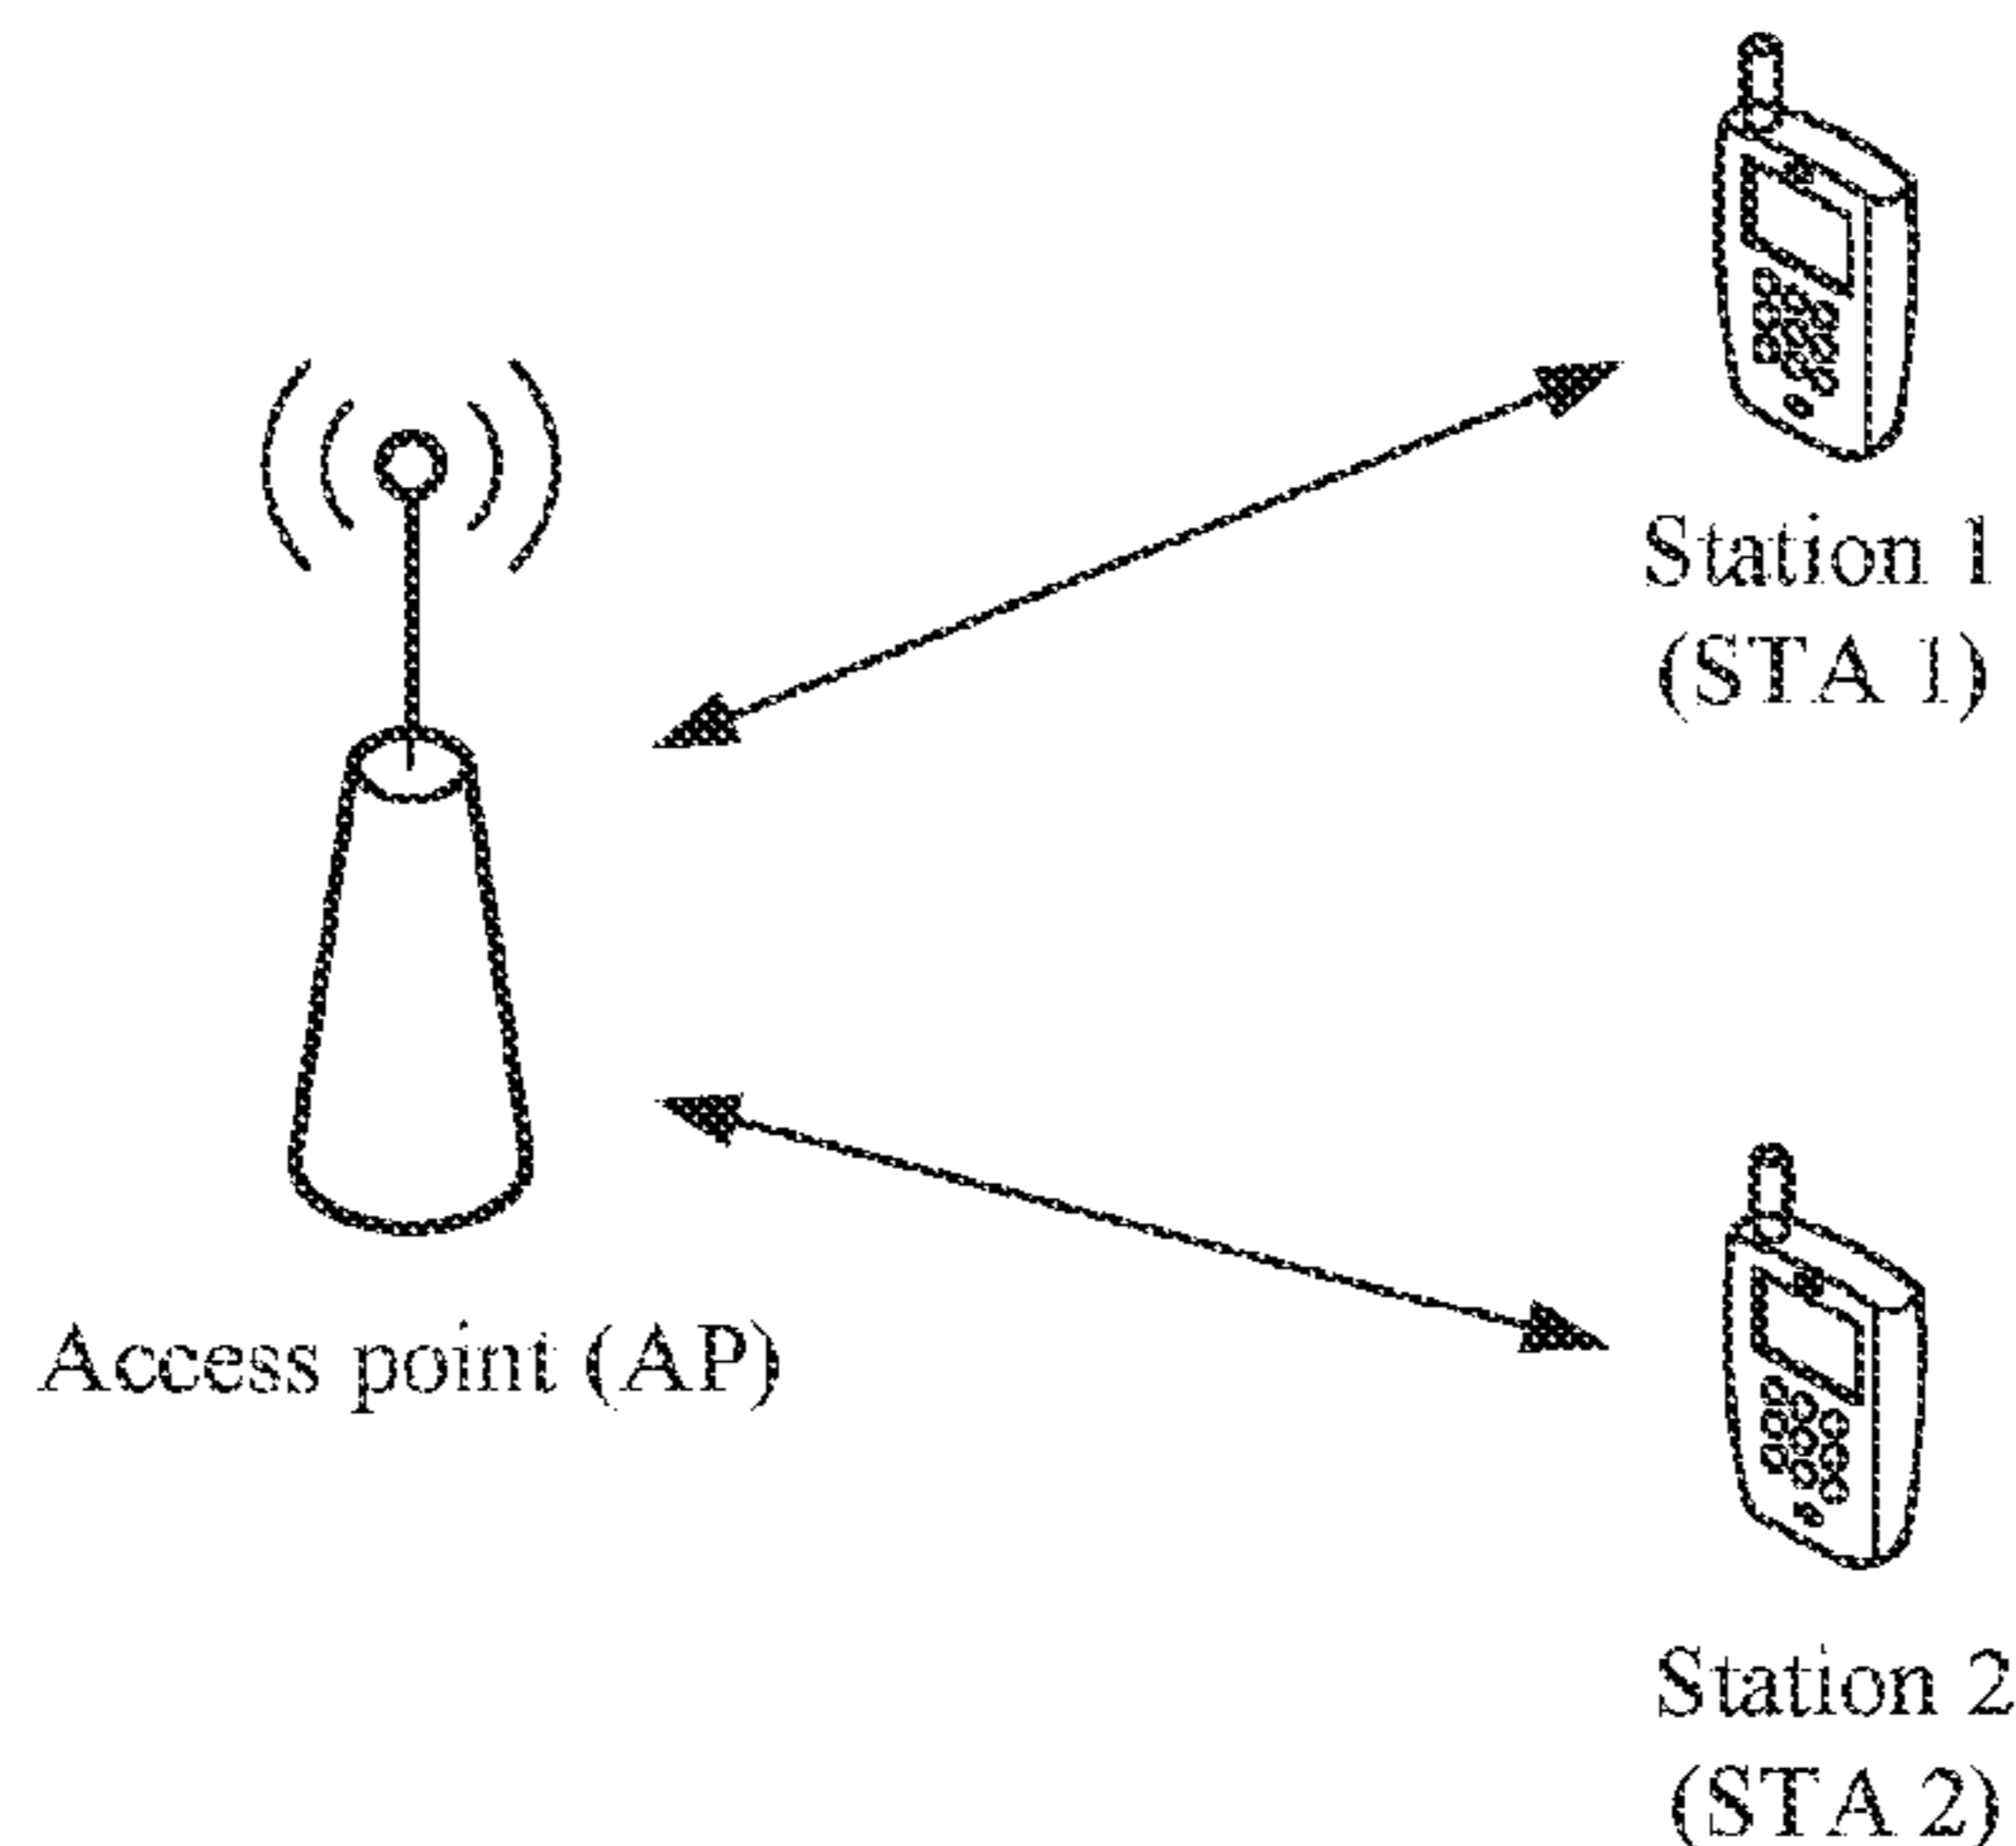 Station 1
(STA 1)
Access point (AP)
Station 2
(STA 2)